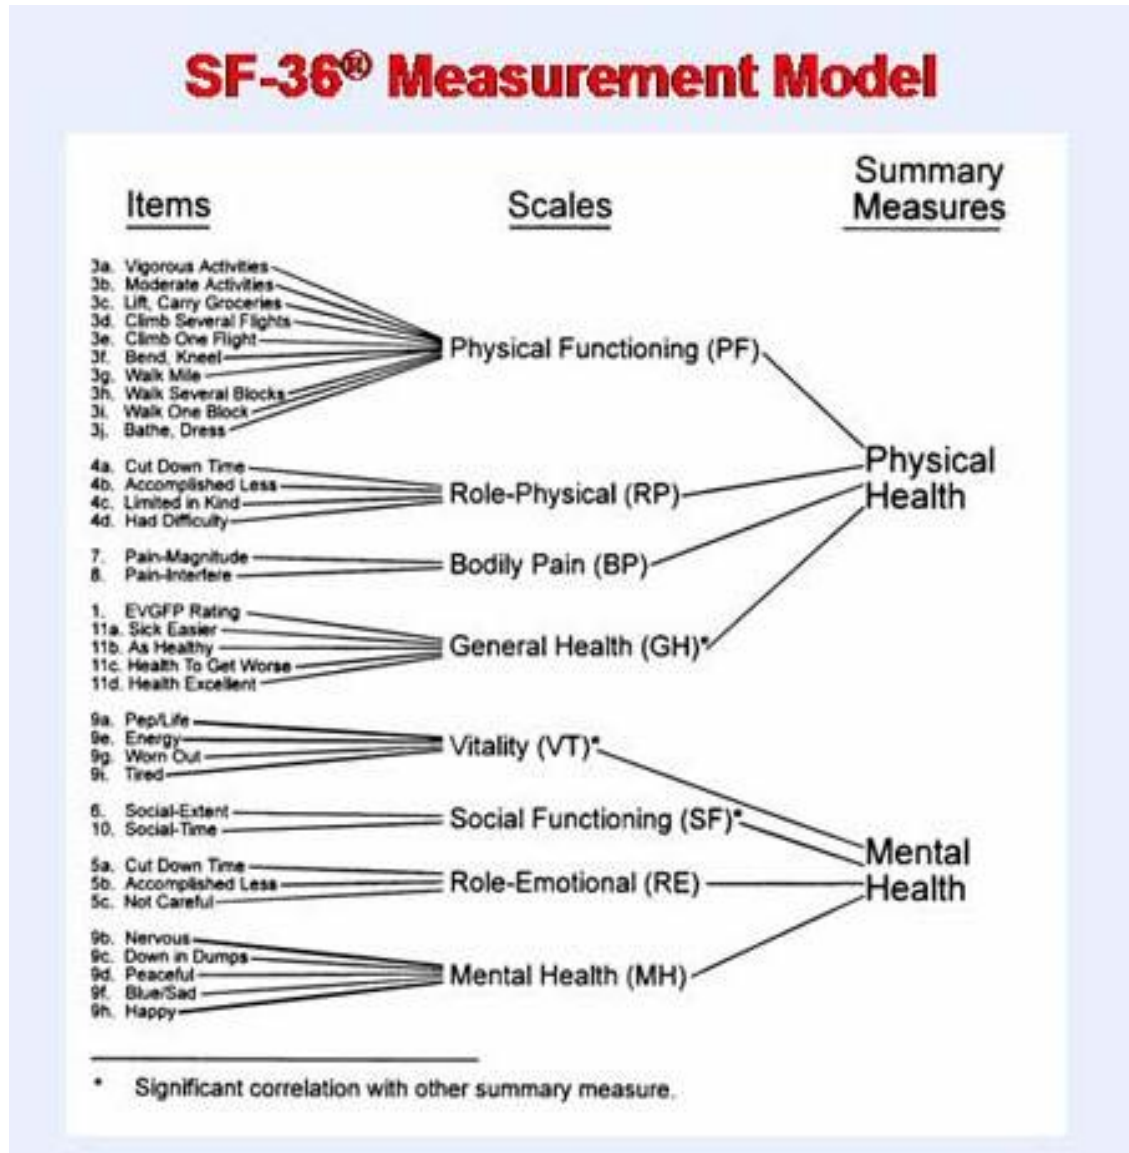 SF-36® Measurement Model
Items
Scales
Summary
Measures
3a. Vigorous Activities
3b. Moderate Activities
3c. Lift, Carry Groceries
3d. Climb Several Flights
3e. Climb One Flight
3f. Bend, Kneel
3g. Walk Mile
3h. Walk Several Blocks
3i. Walk One Block
3j. Bathe, Dress
Physical Functioning (PF)
4a. Cut Down Time
4b. Accomplished Less
4c. Limited in Kind
4d. Had Difficulty
Role-Physical (RP)
7. Pain-Magnitude
8. Pain-Interfere
Bodily Pain (BP)
1. EVGFP Rating
11a. Sick Easier
11b. As Healthy
11c. Health To Get Worse
11d. Health Excellent
General Health (GH)*
Physical
Health
9a. Pep/Life
9e. Energy
9g. Worn Out
9i. Tired
Vitality (VT)*
6. Social-Extent
10. Social-Time
Social Functioning (SF)*
5a. Cut Down Time
5b. Accomplished Less
5c. Not Careful
Role-Emotional (RE)
9b. Nervous
9c. Down in Dumps
9d. Peaceful
9f. Blue/Sad
9h. Happy
Mental Health (MH)
Mental
Health
* Significant correlation with other summary measure.